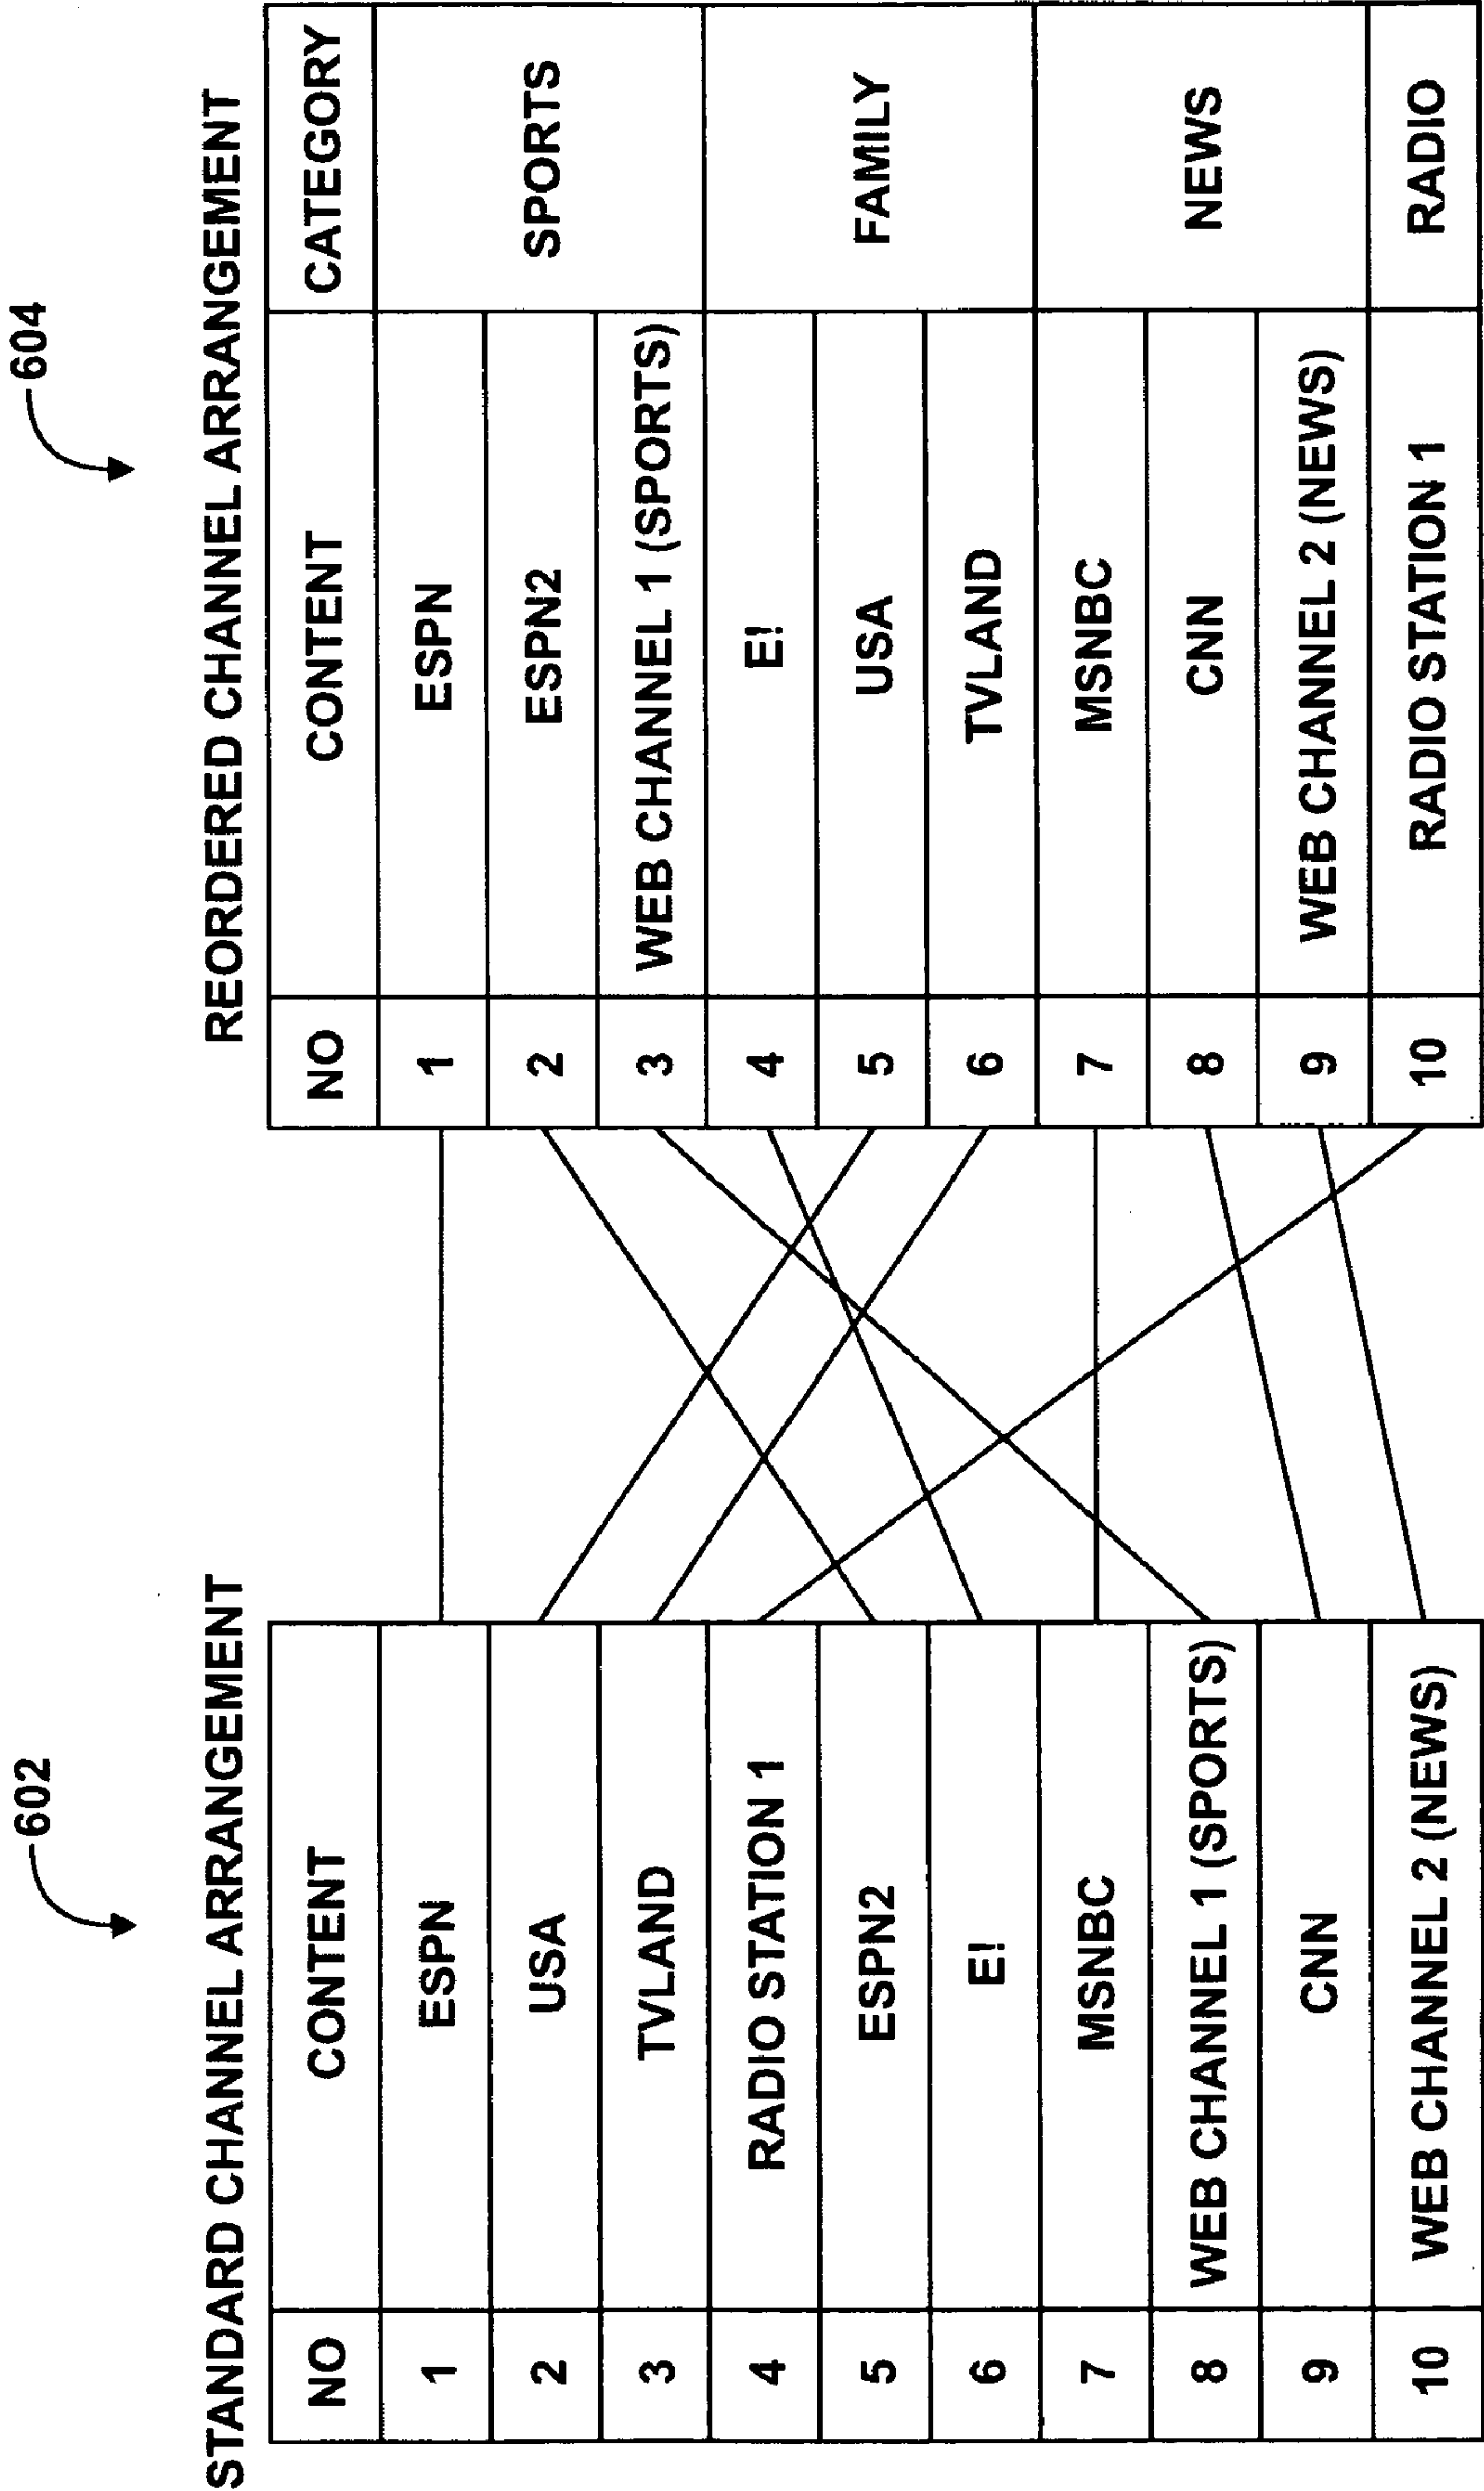 602
STANDARD CHANNEL ARRANGEMENT
NO CONTENT
1 ESPN
2 USA
3 TVLAND
4 RADIO STATION 1
5 ESPN2
6 E!
7 MSNBC
8 WEB CHANNEL 1 (SPORTS)
9 CNN
10 WEB CHANNEL 2 (NEWS)
604
REORDERED CHANNEL ARRANGEMENT
NO CONTENT CATEGORY
1 ESPN
2 ESPN2 SPORTS
3 WEB CHANNEL 1 (SPORTS)
4 E!
5 USA FAMILY
6 TVLAND
7 MSNBC
8 CNN NEWS
9 WEB CHANNEL 2 (NEWS)
10 RADIO STATION 1 RADIO